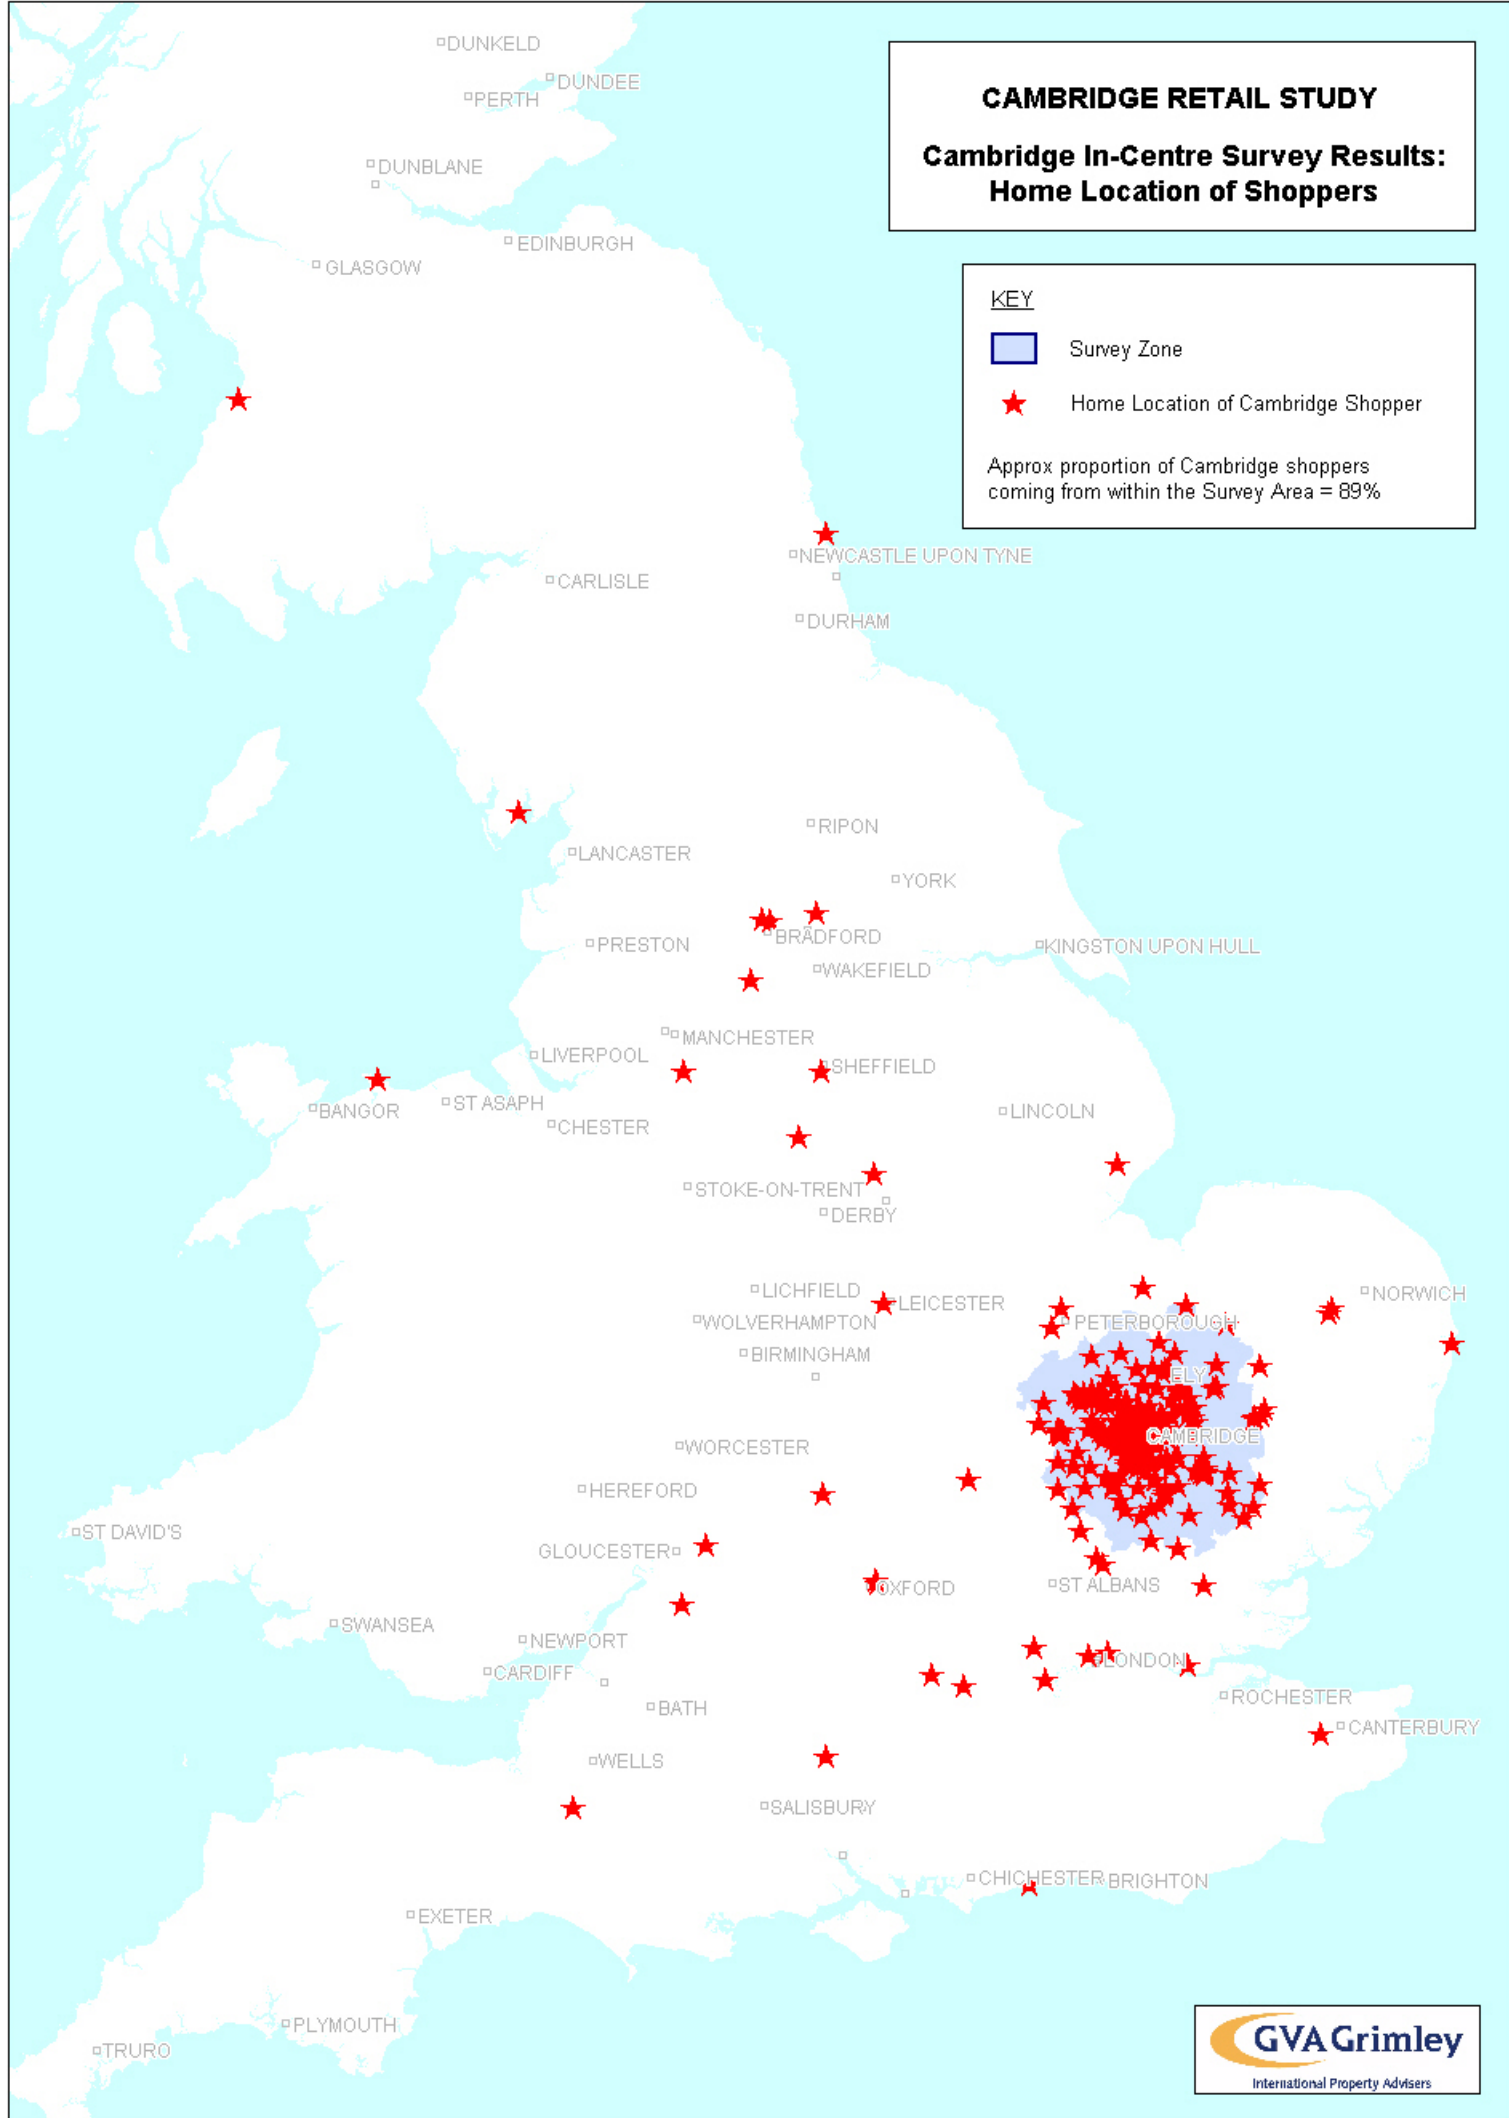 DUNKELD
DUNDEE
PERTH
CAMBRIDGE RETAIL STUDY
Cambridge In-Centre Survey Results:
Home Location of Shoppers
DUNBLANE
EDINBURGH
GLASGOW
KEY
Survey Zone
Home Location of Cambridge Shopper
Approx proportion of Cambridge shoppers
coming from within the Survey Area = 89%
NEWCASTLE UPON TYNE
CARLISLE
DURHAM
RIPON
LANCASTER
YORK
BRADFORD
PRESTON
KINGSTON UPON HULL
WAKEFIELD
MANCHESTER
LIVERPOOL
SHEFFIELD
BANGOR
ST ASAPH
LINCOLN
CHESTER
STOKE-ON-TRENT
DERBY
LICHFIELD
NORWICH
LEICESTER
WOLVERHAMPTON
PETERBOROUGH
BIRMINGHAM
ELY
CAMBRIDGE
WORCESTER
HEREFORD
ST DAVID'S
GLOUCESTER
OXFORD
ST ALBANS
SWANSEA
NEWPORT
LONDON
CARDIFF
ROCHESTER
BATH
CANTERBURY
WELLS
SALISBURY
CHICHESTER
BRIGHTON
EXETER
PLYMOUTH
TRURO
GVA Grimley
International Property Advisers